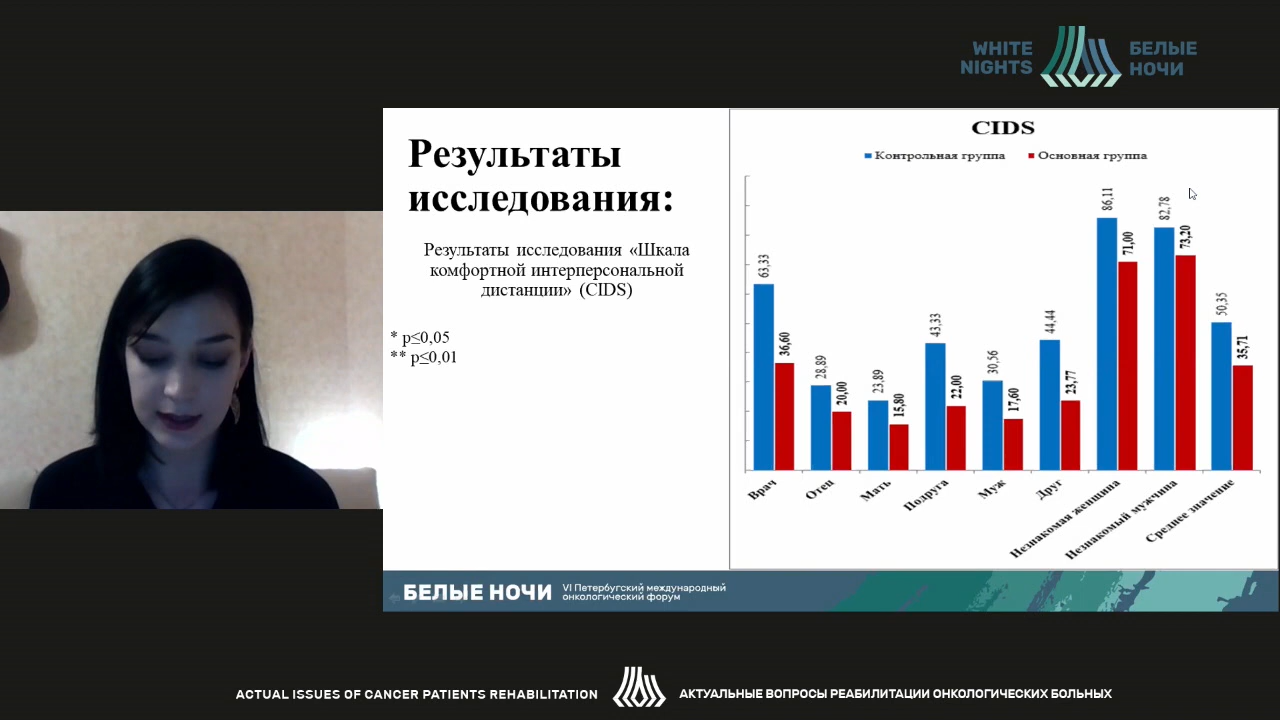 WHITE
NIGHTS
БЕЛЫЕ
НОЧИ
Результаты
исследования:
Результаты исследования «Шкала
комфортной интерперсональной
дистанции» (CIDS)
* p≤0,05
** p≤0,01
CIDS
Контрольная группа
Основная группа
63,33
36,60
28,89
20,00
23,89
15,80
43,33
22,00
30,56
17,60
44,44
23,77
86,11
71,00
82,78
73,20
50,35
35,71
Врач
Отец
Мать
Подруга
Муж
Друг
Незнакомая женщина
Незнакомый мужчина
Среднее значение
БЕЛЫЕ НОЧИ
VI Петербургский международный
онкологический форум
ACTUAL ISSUES OF CANCER PATIENTS REHABILITATION
АКТУАЛЬНЫЕ ВОПРОСЫ РЕАБИЛИТАЦИИ ОНКОЛОГИЧЕСКИХ БОЛЬНЫХ